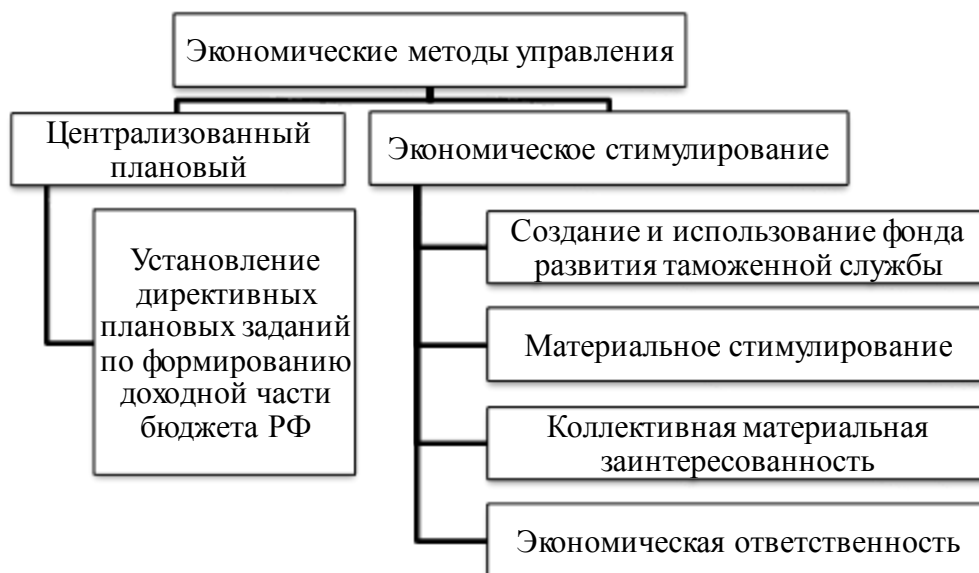 Экономические методы управления
Централизованный
плановый
Установление
директивных
плановых заданий
по формированию
доходной части
бюджета РФ
Экономическое стимулирование
Создание и использование фонда
развития таможенной службы
Материальное стимулирование
Коллективная материальная
заинтересованность
Экономическая ответственность